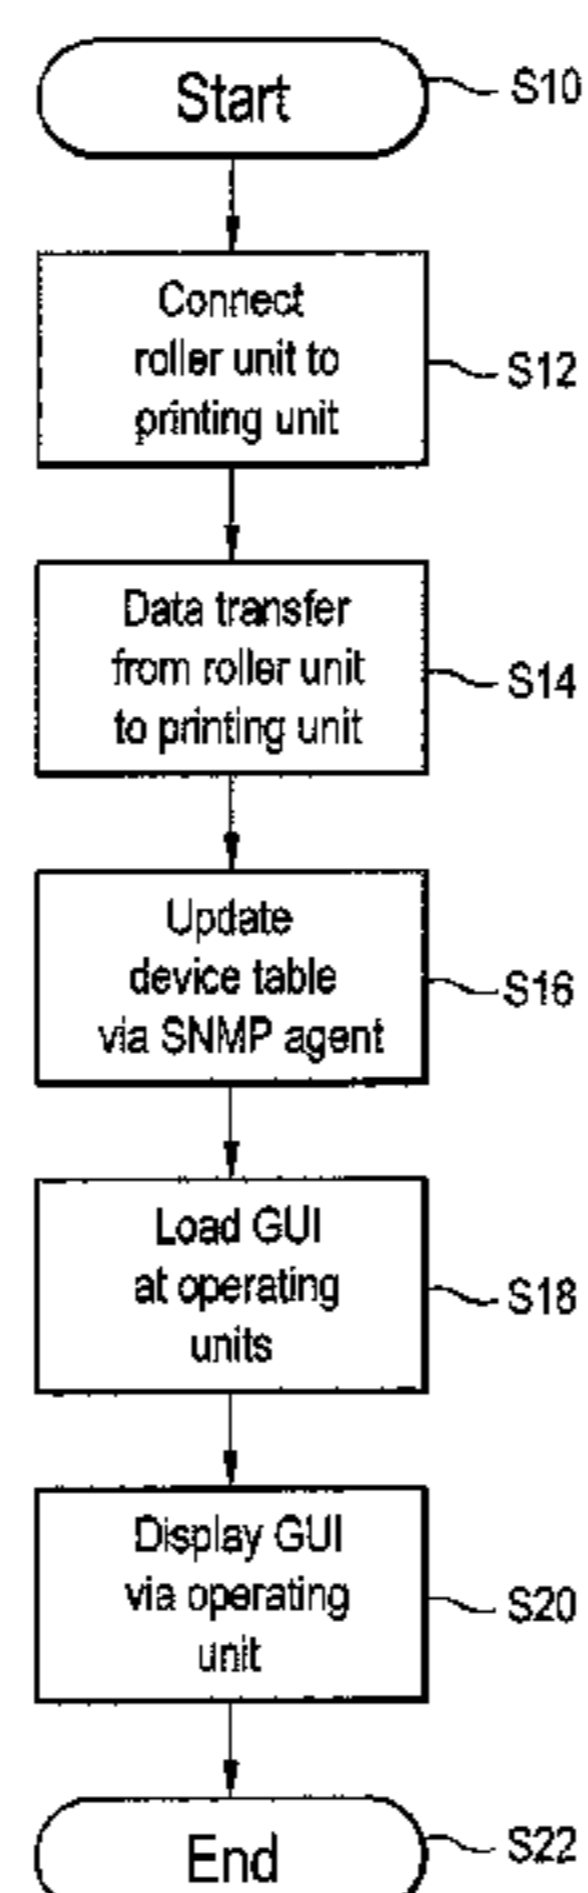 Start
S10
Connect
roller unit to
printing unit
S12
Data transfer
from roller unit
to printing unit
S14
Update
device table
via SNMP agent
S16
Load GUI
at operating
units
S18
Display GUI
via operating
unit
S20
End
S22